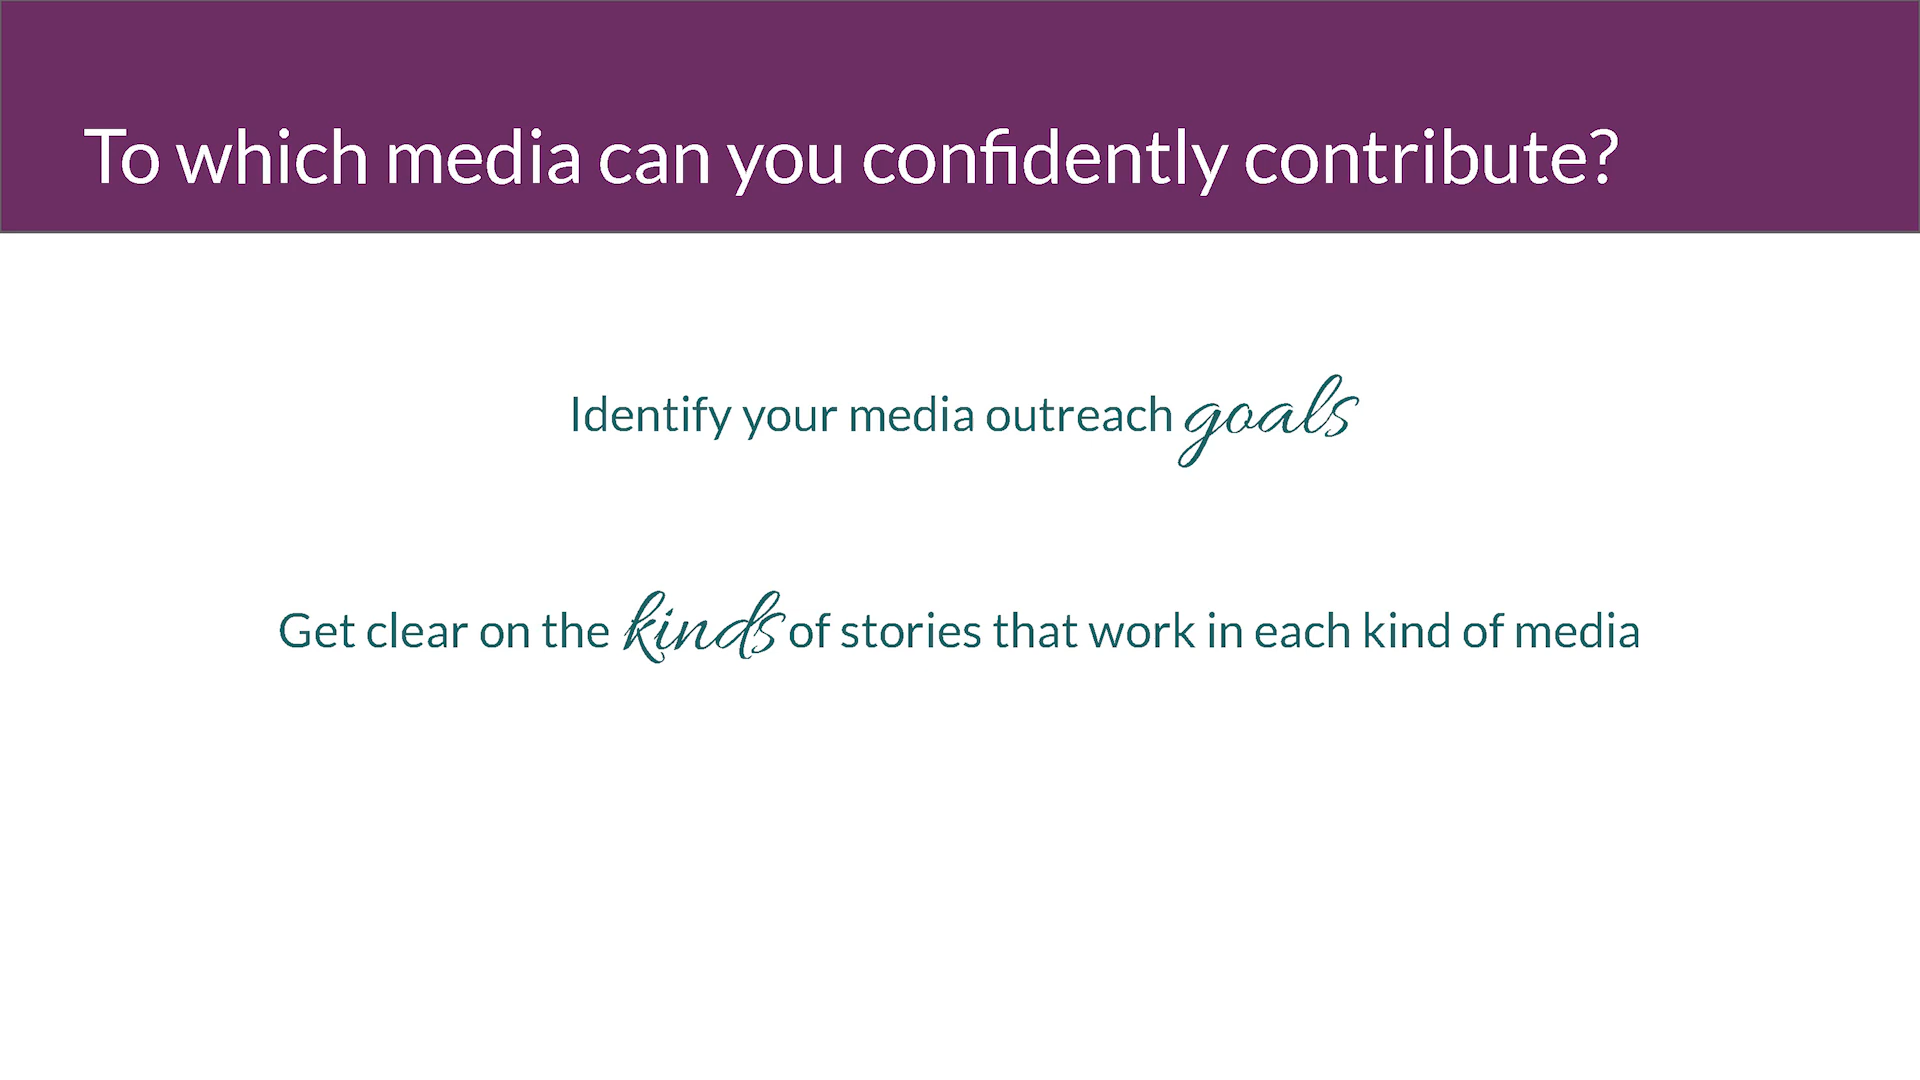 To which media can you confidently contribute?
Identify your media outreach goals
Get clear on the kinds of stories that work in each kind of media